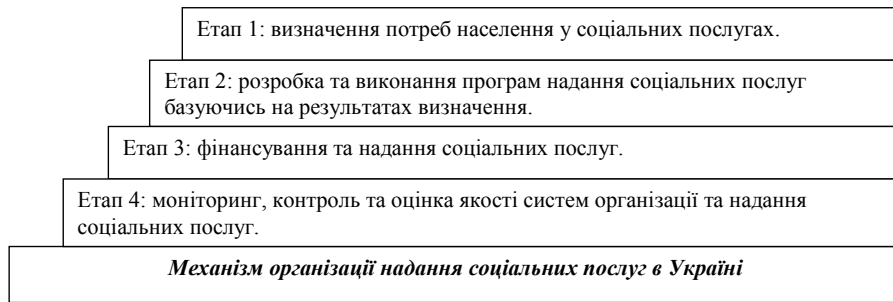 Етап 1: визначення потреб населення у соціальних послугах.
Етап 2: розробка та виконання програм надання соціальних послуг
базуючись на результатах визначення.
Етап 3: фінансування та надання соціальних послуг.
Етап 4: моніторинг, контроль та оцінка якості систем організації та надання
соціальних послуг.
Механізм організації надання соціальних послуг в Україні